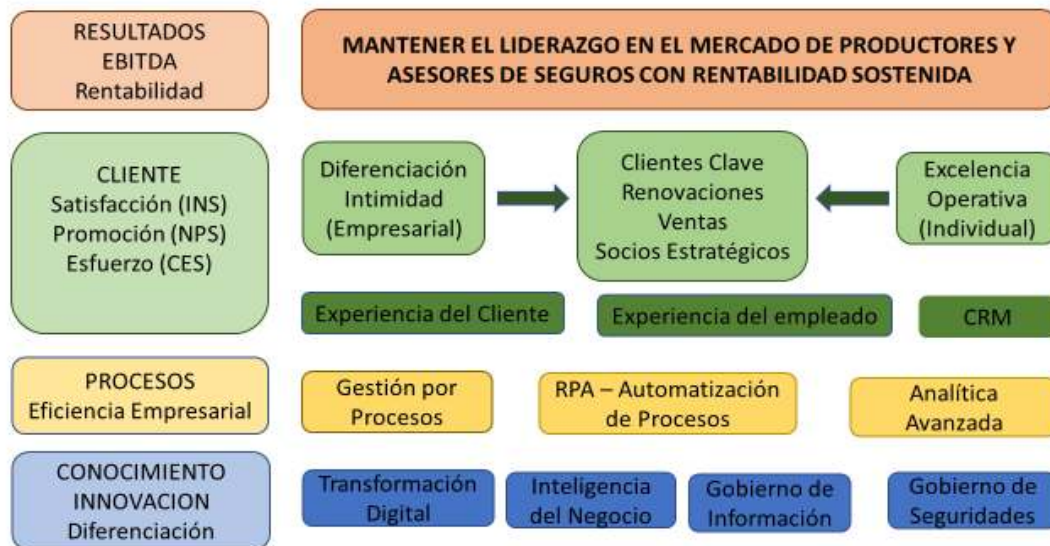 RESULTADOS
EBITDA
Rentabilidad
MANTENER EL LIDERAZGO EN EL MERCADO DE PRODUCTORES Y
ASESORES DE SEGUROS CON RENTABILIDAD SOSTENIDA
CLIENTE
Satisfacción (INS)
Promoción (NPS)
Esfuerzo (CES)
Diferenciación
Intimidad
(Empresarial)
Clientes Clave
Renovaciones
Ventas
Socios Estratégicos
Excelencia
Operativa
(Individual)
Experiencia del Cliente
Experiencia del empleado
CRM
PROCESOS
Eficiencia Empresarial
Gestión por
Procesos
RPA – Automatización
de Procesos
Analítica
Avanzada
CONOCIMIENTO
INNOVACION
Diferenciación
Transformación
Digital
Inteligencia
del Negocio
Gobierno de
Información
Gobierno de
Seguridades